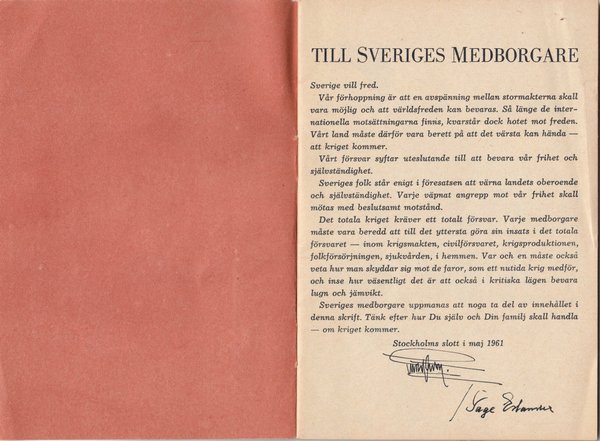 TILL SVERIGES MEDBORGARE
Sverige vill fred.
Vår förhoppning är att en avspänning mellan stormakterna skall
vara möjlig och att världsfreden kan bevaras. Så länge de inter-
nationella motsättningarna finns, kvarstår dock hotet mot freden.
Vårt land måste därför vara berett på att det värsta kan hända —
att kriget kommer.
Vårt försvar syftar uteslutande till att bevara vår frihet och
självständighet.
Sveriges folk står enigt i föresatsen att värna landets oberoende
och självständighet. Varje väpnat angrepp mot vår frihet skall
mötas med beslutsamt motstånd.
Det totala kriget kräver ett totalt försvar. Varje medborgare
måste vara beredd att till det yttersta göra sin insats i det totala
försvaret — inom krigsmakten, civilförsvaret, krigsproduktionen,
folkförsörjningen, sjukvården, i hemmen. Var och en måste också
veta hur man skyddar sig mot de faror, som ett nutida krig medför,
och inse hur väsentligt det är att också i kritiska lägen bevara
lugn och jämvikt.
Sveriges medborgare uppmanas att noga ta del av innehållet i
denna skrift. Tänk efter hur Du själv och Din familj skall handla
— om kriget kommer.
Stockholms slott i maj 1961
/Tage Erlander